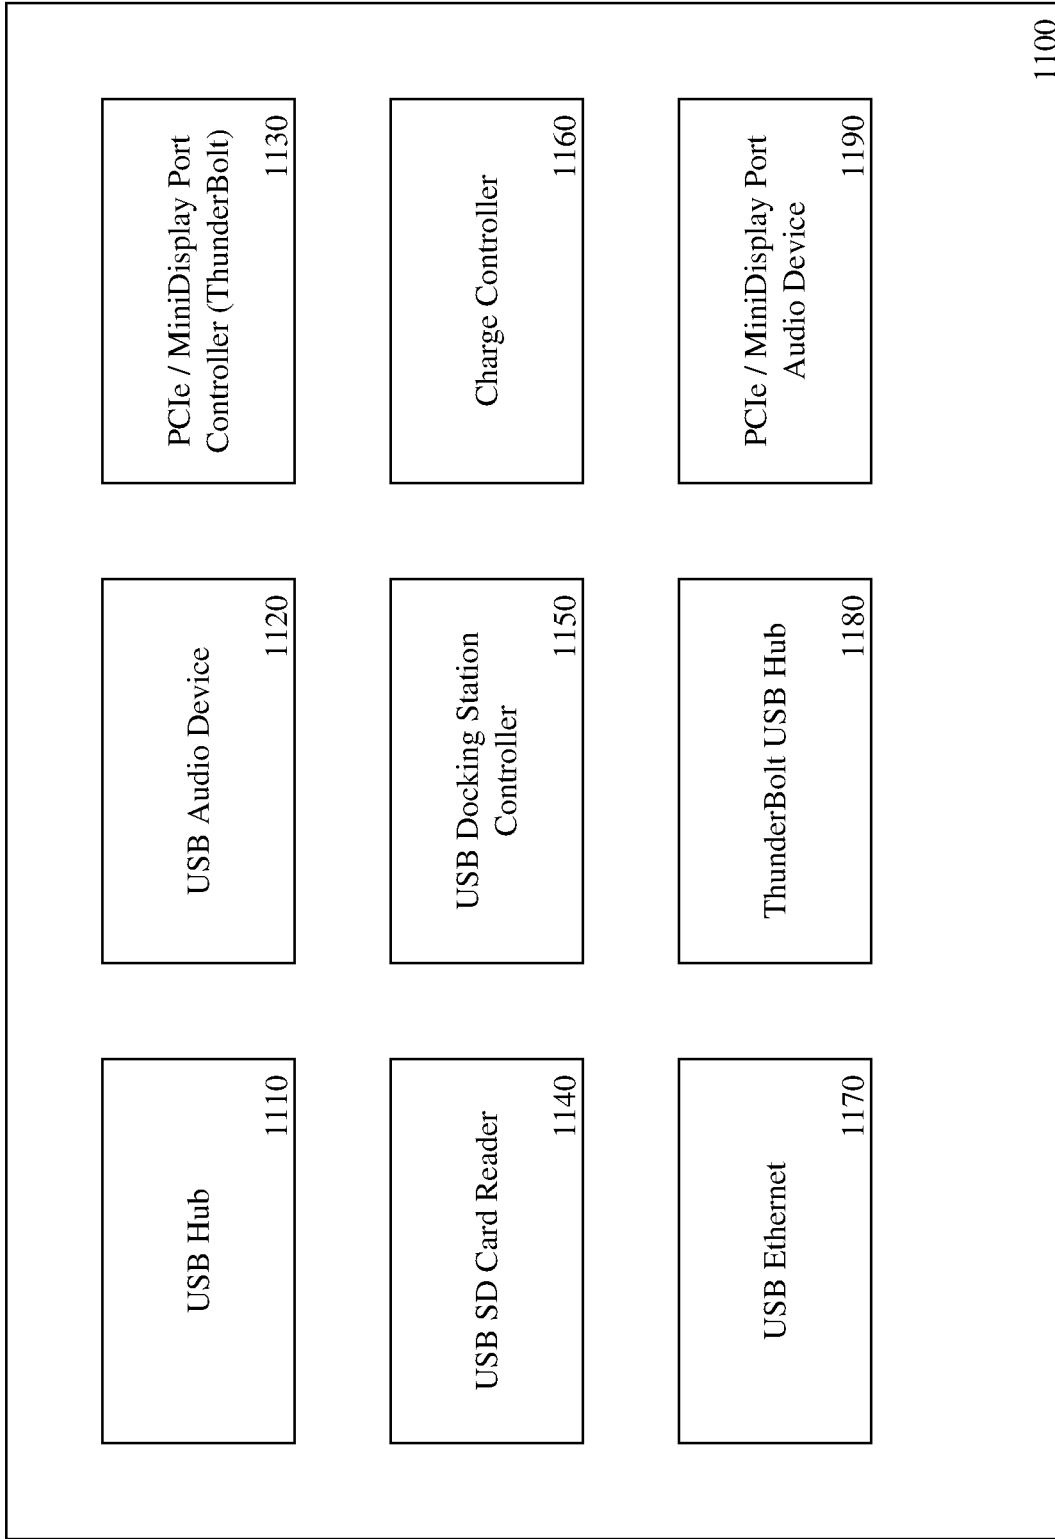 USB Hub
1110
USB Audio Device
1120
PCIe / MiniDisplay Port
Controller (ThunderBolt)
1130
USB SD Card Reader
1140
USB Docking Station
Controller
1150
Charge Controller
1160
USB Ethernet
1170
ThunderBolt USB Hub
1180
PCIe / MiniDisplay Port
Audio Device
1190
1100